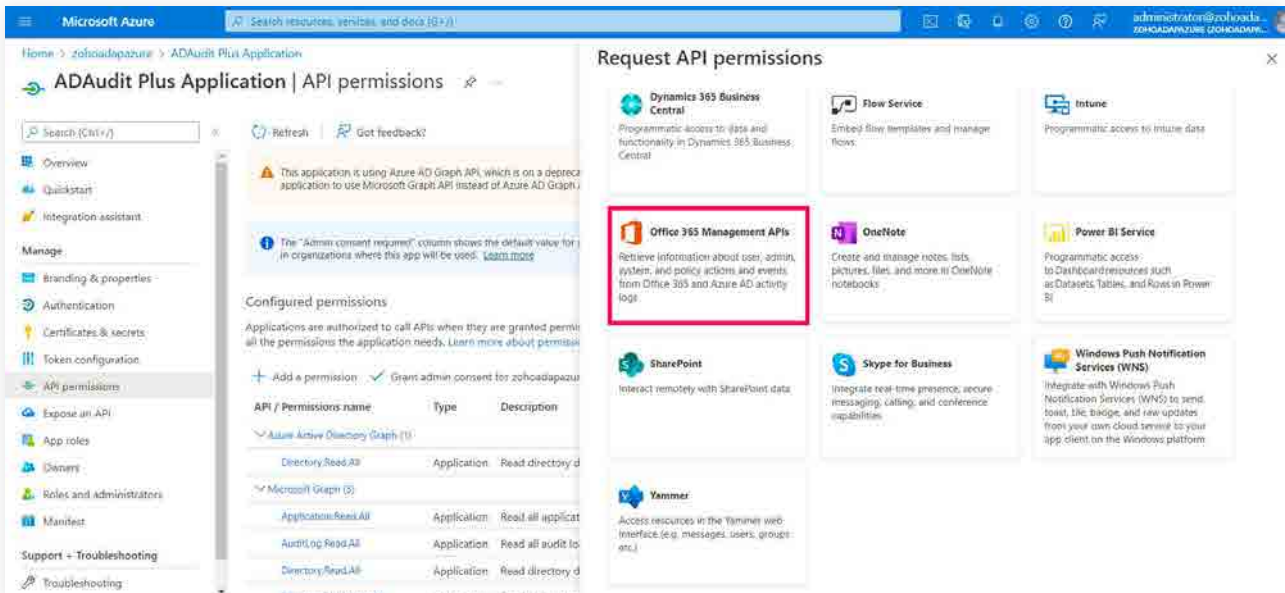 Microsoft Azure
Search resources, services, and docs (G+/)
administrator@zohoada...
Home > zohoadapazure > ADAudit Plus Application
ADAudit Plus Application | API permissions
Search (Ctrl+/)
Overview
Quickstart
Integration assistant
Manage
Branding & properties
Authentication
Certificates & secrets
Token configuration
API permissions
Expose an API
App roles
Owners
Roles and administrators
Manifest
Support + Troubleshooting
Troubleshooting
Refresh
Got feedback?
This application is using Azure AD Graph API, which is on a depreca
application to use Microsoft Graph API instead of Azure AD Graph
The "Admin consent required" column shows the default value for
in organizations where this app will be used. Learn more
Configured permissions
Applications are authorized to call APIs when they are granted permis
all the permissions the application needs. Learn more about permissi
Add a permission
Grant admin consent for zohoadapazur
API / Permissions name Type Description
Azure Active Directory Graph (1)
Directory.Read.All Application Read directory d
Microsoft Graph (5)
Application.Read.All Application Read all applicat
AuditLog.Read.All Application Read all audit lo
Directory.Read.All Application Read directory d
Request API permissions
Dynamics 365 Business
Central
Programmatic access to data and
functionality in Dynamics 365 Business
Central
Flow Service
Embed flow templates and manage
flows
Intune
Programmatic access to Intune data
Office 365 Management APIs
Retrieve information about user, admin,
system, and policy actions and events
from Office 365 and Azure AD activity
logs
OneNote
Create and manage notes, lists,
pictures, files, and more in OneNote
notebooks
Power BI Service
Programmatic access
to Dashboard resources such
as Datasets, Tables, and Rows in Power
BI
SharePoint
Interact remotely with SharePoint data
Skype for Business
Integrate real-time presence, secure
messaging, calling, and conference
capabilities
Windows Push Notification
Services (WNS)
Integrate with Windows Push
Notification Services (WNS) to send
toast, tile, badge, and raw updates
from your own cloud service to your
app client on the Windows platform
Yammer
Access resources in the Yammer web
interface (e.g. messages, users, groups
etc.)